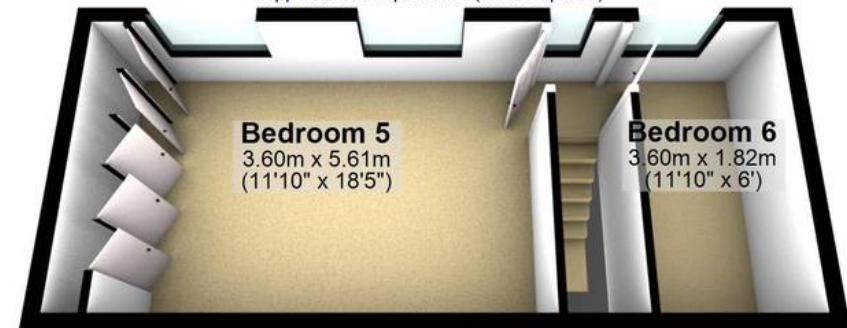 Bedroom 5
3.60m x 5.61m
(11'10" x 18'5")
Bedroom 6
3.60m x 1.82m
(11'10" x 6')